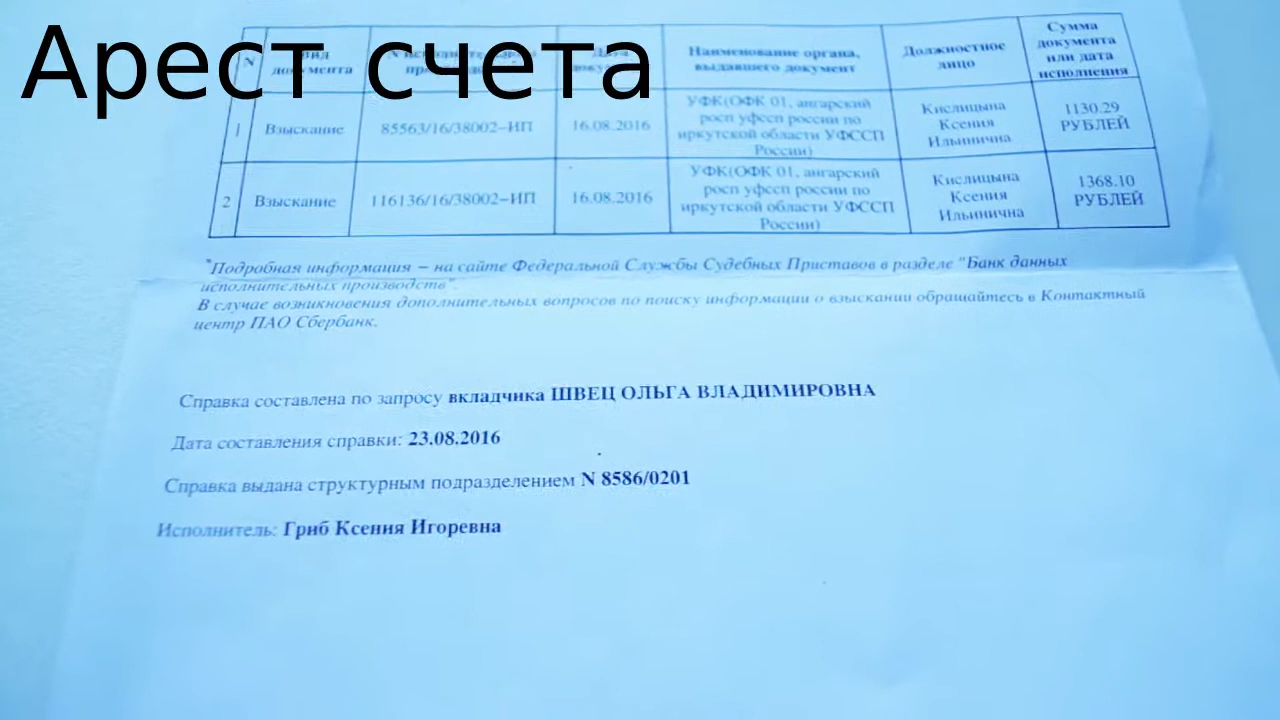 Арест счета
N
документа
Наименование органа,
выдавшего документ
Должностное
лицо
Сумма
документа
или дата
исполнения
1 Взыскание 85563/16/38002-ИП 16.08.2016
УФК(ОФК 01, ангарский
росп уфссп россии по
иркутской области УФССП
России)
Кислицына
Ксения
Ильинична
1130.29
РУБЛЕЙ
2 Взыскание 116136/16/38002-ИП 16.08.2016
УФК(ОФК 01, ангарский
росп уфссп россии по
иркутской области УФССП
России)
Кислицына
Ксения
Ильинична
1368.10
РУБЛЕЙ
*Подробная информация – на сайте Федеральной Службы Судебных Приставов в разделе "Банк данных
исполнительных производств".
В случае возникновения дополнительных вопросов по поиску информации о взыскании обращайтесь в Контактный
центр ПАО Сбербанк.
Справка составлена по запросу вкладчика ШВЕЦ ОЛЬГА ВЛАДИМИРОВНА
Дата составления справки: 23.08.2016
Справка выдана структурным подразделением N 8586/0201
Исполнитель: Гриб Ксения Игоревна